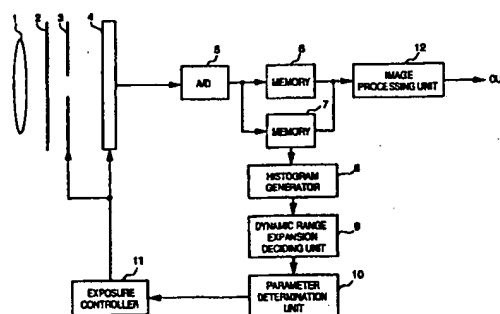 1 2 3 4
5
A/D
6
MEMORY
7
MEMORY
12
IMAGE
PROCESSING UNIT
OU
8
HISTOGRAM
GENERATOR
9
DYNAMIC RANGE
EXPANSION
DECIDING UNIT
10
PARAMETER
DETERMINATION
UNIT
11
EXPOSURE
CONTROLLER